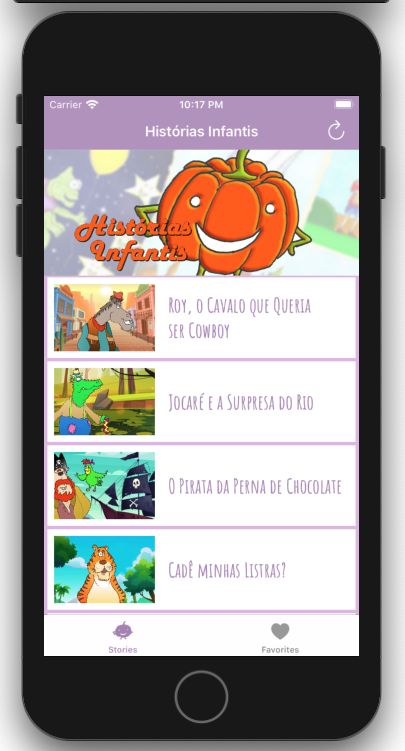 Carrier 10:17 PM
Histórias Infantis
Histórias
Infantis
Roy, o Cavalo que Queria
ser Cowboy
Jocaré e a Surpresa do Rio
O Pirata da Perna de Chocolate
Cadê minhas Listras?
Stories Favorites